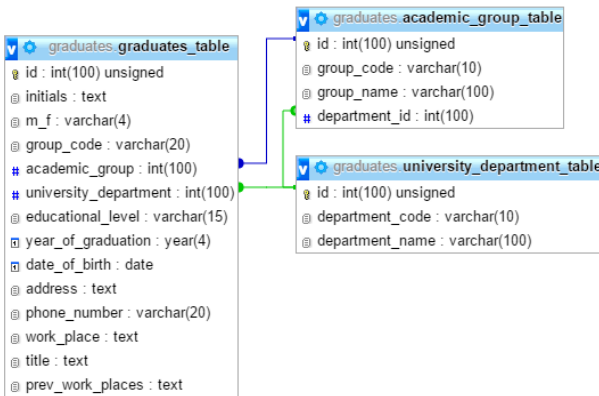 graduates.graduates_table
id : int(100) unsigned
initials : text
m_f : varchar(4)
group_code : varchar(20)
# academic_group : int(100)
# university_department : int(100)
educational_level : varchar(15)
year_of_graduation : year(4)
date_of_birth : date
address : text
phone_number : varchar(20)
work_place : text
title : text
prev_work_places : text
graduates.academic_group_table
id : int(100) unsigned
group_code : varchar(10)
group_name : varchar(100)
# department_id : int(100)
graduates.university_department_table
id : int(100) unsigned
department_code : varchar(10)
department_name : varchar(100)